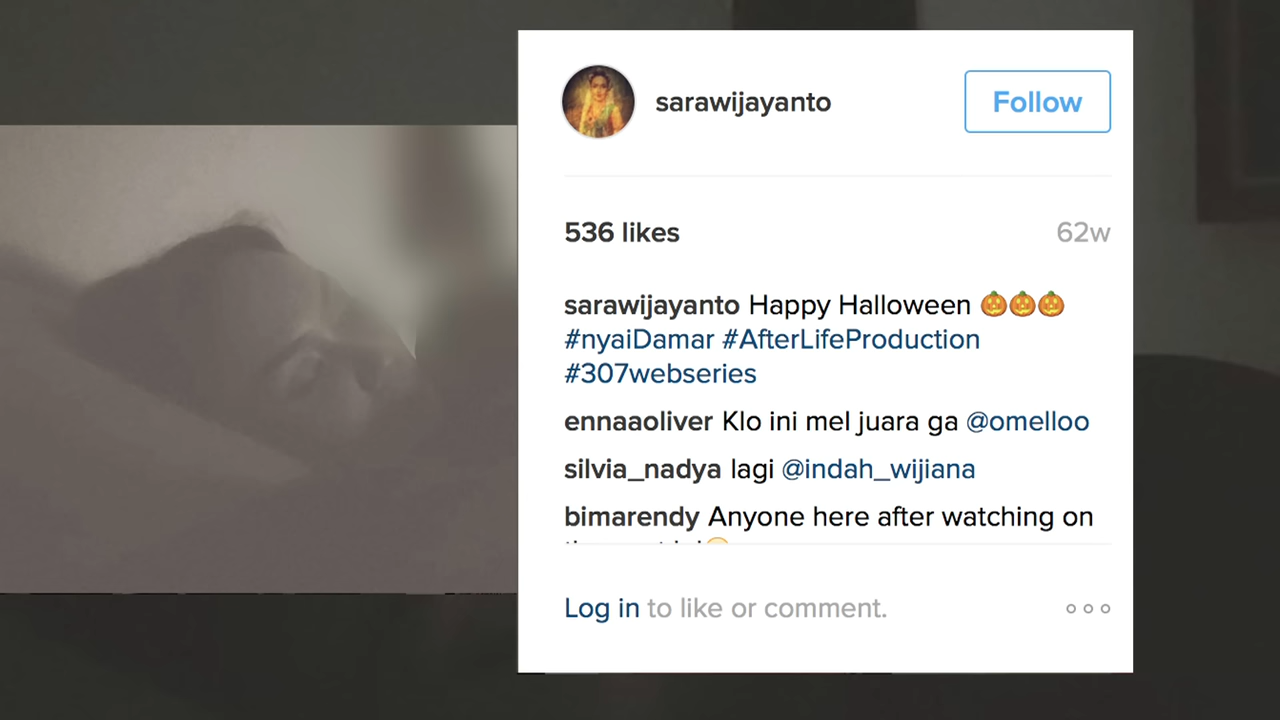 sarawijayanto
Follow
536 likes
62w
sarawijayanto Happy Halloween 🎃🎃🎃
#nyaiDamar #AfterLifeProduction
#307webseries
ennaaoliver Klo ini mel juara ga @omelloo
silvia_nadya lagi @indah_wijiana
bimarendy Anyone here after watching on
Log in to like or comment.